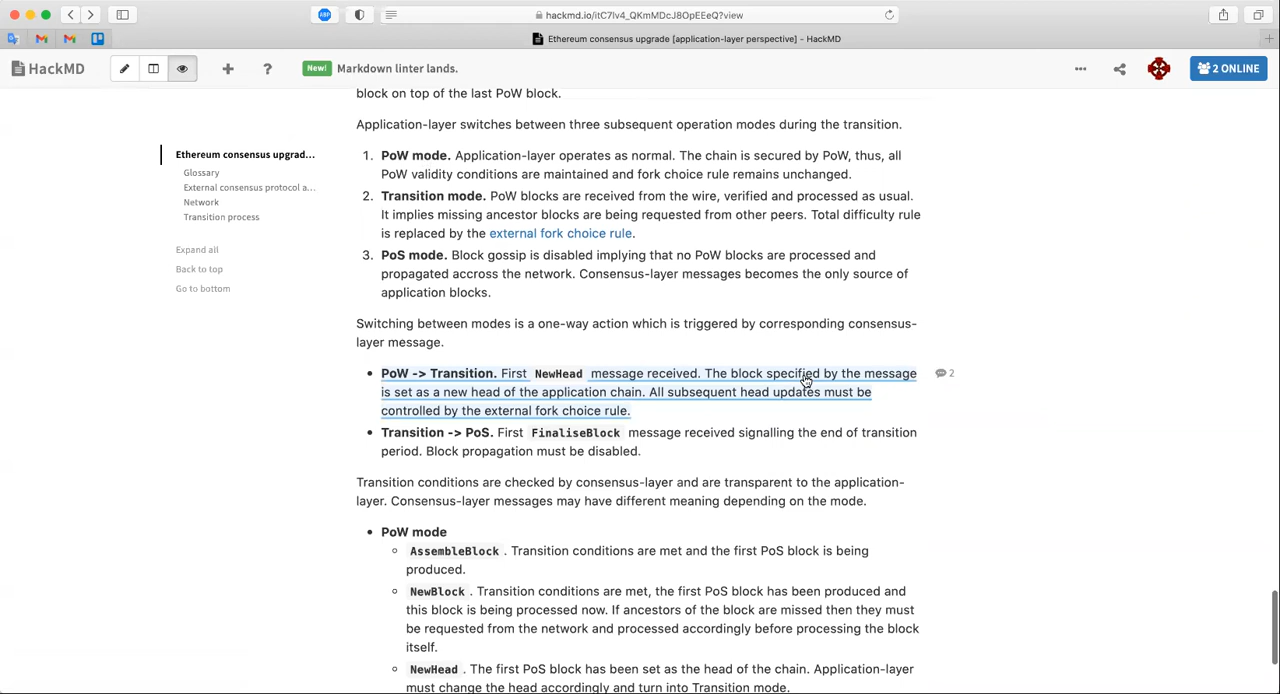 hackmd.io/itC7lv4_QKmMDcJ8OpEEeQ?view
Ethereum consensus upgrade [application-layer perspective] - HackMD
HackMD
New!
Markdown linter lands.
2 ONLINE
Ethereum consensus upgrad...
Glossary
External consensus protocol a...
Network
Transition process
Expand all
Back to top
Go to bottom
block on top of the last PoW block.
Application-layer switches between three subsequent operation modes during the transition.
1. PoW mode. Application-layer operates as normal. The chain is secured by PoW, thus, all
PoW validity conditions are maintained and fork choice rule remains unchanged.
2. Transition mode. PoW blocks are received from the wire, verified and processed as usual.
It implies missing ancestor blocks are being requested from other peers. Total difficulty rule
is replaced by the external fork choice rule.
3. PoS mode. Block gossip is disabled implying that no PoW blocks are processed and
propagated accross the network. Consensus-layer messages becomes the only source of
application blocks.
Switching between modes is a one-way action which is triggered by corresponding consensus-
layer message.
• PoW -> Transition. First NewHead message received. The block specified by the message
is set as a new head of the application chain. All subsequent head updates must be
controlled by the external fork choice rule.
2
• Transition -> PoS. First FinaliseBlock message received signalling the end of transition
period. Block propagation must be disabled.
Transition conditions are checked by consensus-layer and are transparent to the application-
layer. Consensus-layer messages may have different meaning depending on the mode.
• PoW mode
◦ AssembleBlock . Transition conditions are met and the first PoS block is being
produced.
◦ NewBlock . Transition conditions are met, the first PoS block has been produced and
this block is being processed now. If ancestors of the block are missed then they must
be requested from the network and processed accordingly before processing the block
itself.
◦ NewHead . The first PoS block has been set as the head of the chain. Application-layer
must change the head accordingly and turn into Transition mode.